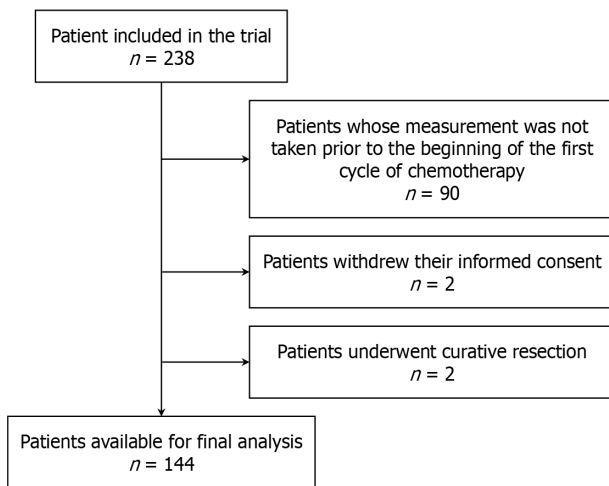 Patient included in the trial
n = 238
Patients whose measurement was not
taken prior to the beginning of the first
cycle of chemotherapy
n = 90
Patients withdrew their informed consent
n = 2
Patients underwent curative resection
n = 2
Patients available for final analysis
n = 144